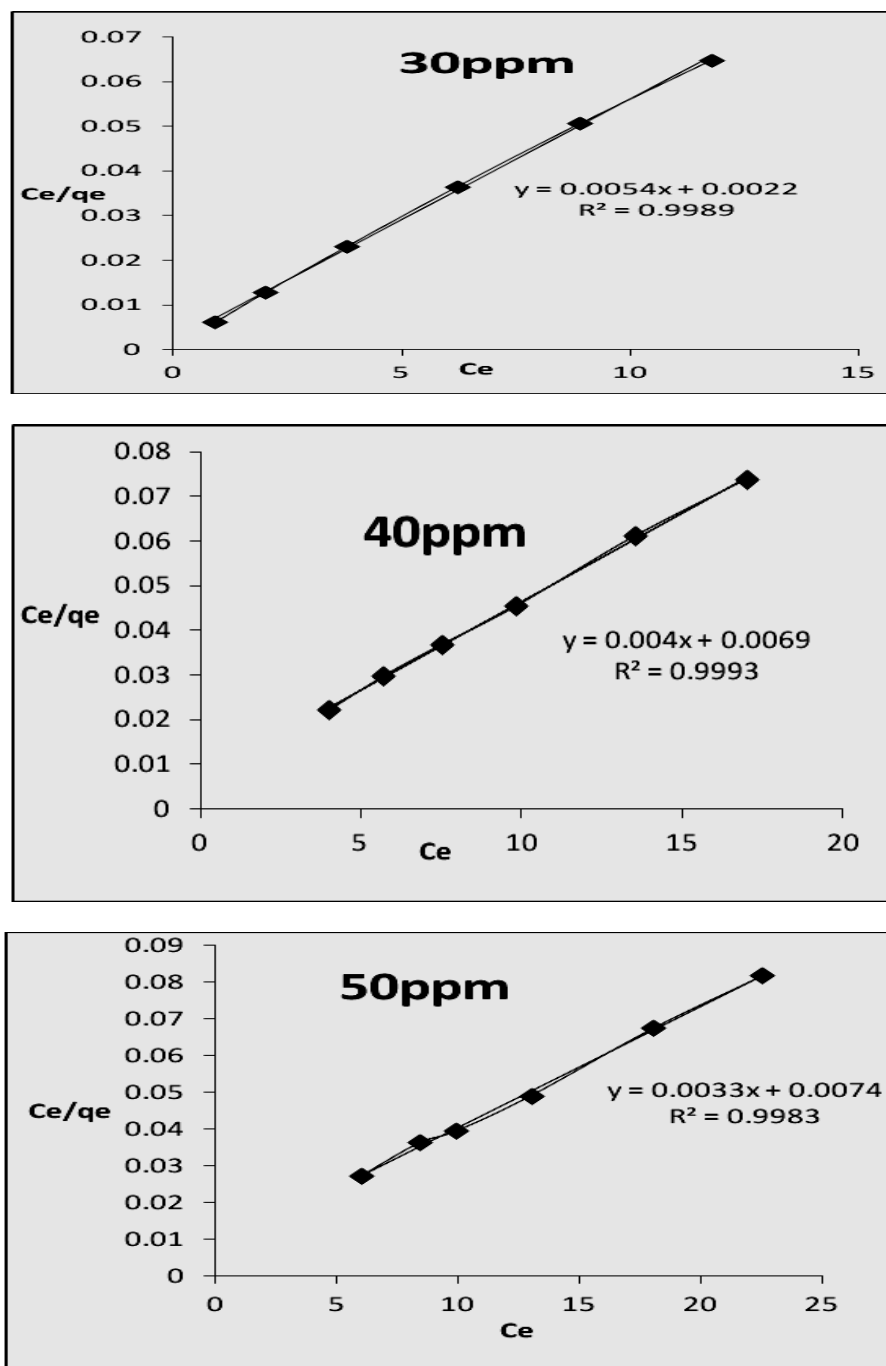 0.07
30ppm
0.06
0.05
Ce/qe 0.04
y = 0.0054x + 0.0022
0.03
R² = 0.9989
0.02
0.01
0
0 5 10 15
Ce
0.08
0.07
40ppm
0.06
0.05
Ce/qe
0.04
y = 0.004x + 0.0069
0.03
R² = 0.9993
0.02
0.01
0
0 5 10 15 20
Ce
0.09
0.08
50ppm
0.07
0.06
0.05
y = 0.0033x + 0.0074
Ce/qe
0.04
R² = 0.9983
0.03
0.02
0.01
0
0 5 10 15 20 25
Ce